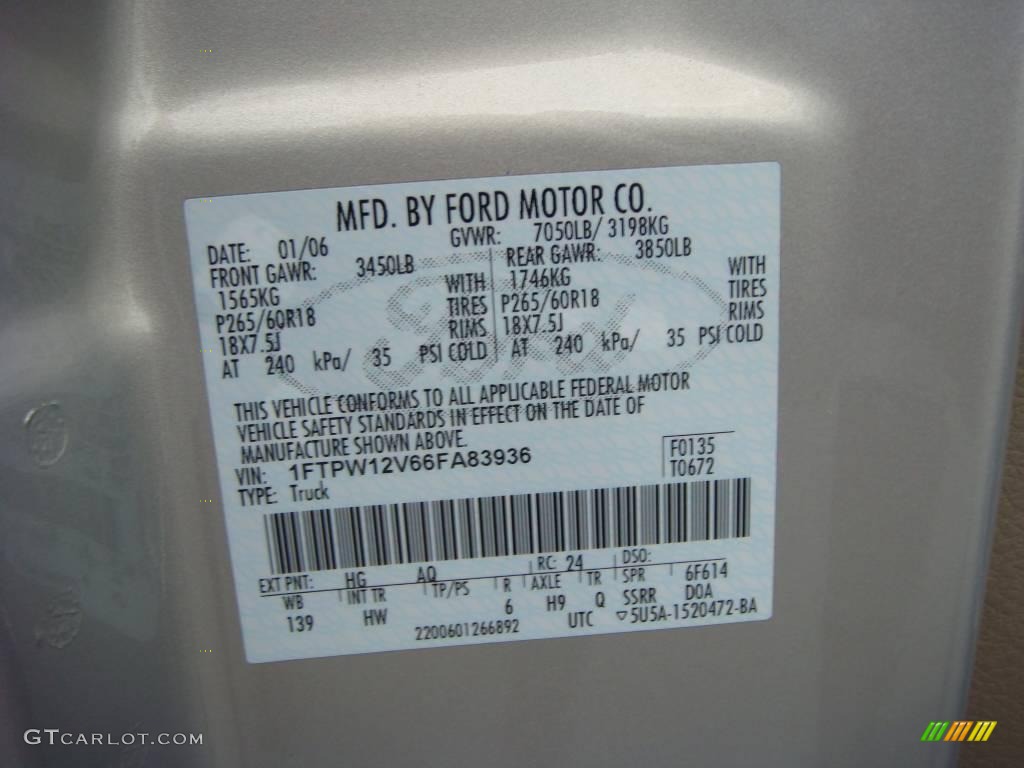 MFD. BY FORD MOTOR CO.
DATE: 01/06 GVWR: 7050LB/ 3198KG
FRONT GAWR: 3450LB REAR GAWR: 3850LB
1565KG WITH 1746KG WITH
P265/60R18 TIRES P265/60R18 TIRES
18X7.5J RIMS 18X7.5J RIMS
AT 240 kPa/ 35 PSI COLD AT 240 kPa/ 35 PSI COLD
THIS VEHICLE CONFORMS TO ALL APPLICABLE FEDERAL MOTOR
VEHICLE SAFETY STANDARDS IN EFFECT ON THE DATE OF
MANUFACTURE SHOWN ABOVE.
VIN: 1FTPW12V66FA83936 F0135
TYPE: Truck T0672
EXT PNT: HG AQ RC: 24 DSO:
WB INT TR TP/PS R AXLE TR SPR 6F614
139 HW 6 H9 Q SSRR DOA
2200601266892 UTC ▽5U5A-1520472-BA
Ford
GTCARLOT.COM